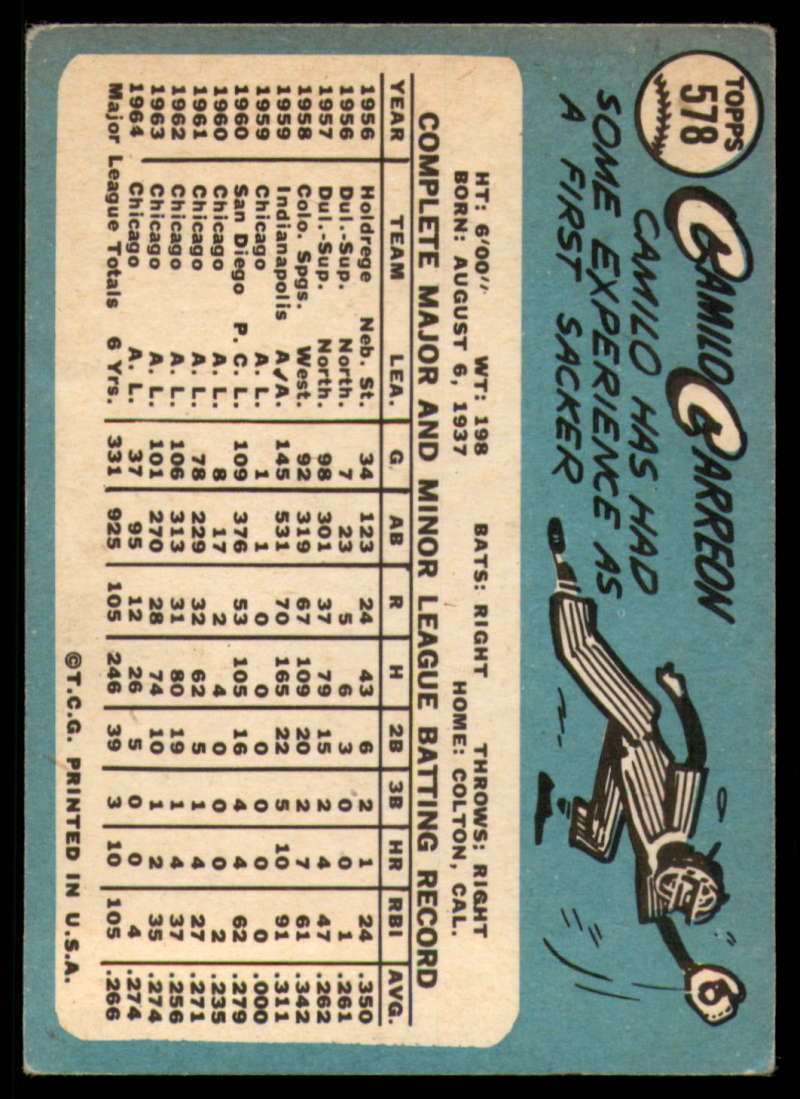 TOPPS
578
CAMILO CARREON
CAMILO HAS HAD
SOME EXPERIENCE AS
A FIRST SACKER
HT: 6'00" WT: 198 BATS: RIGHT THROWS: RIGHT
BORN: AUGUST 6, 1937 HOME: COLTON, CAL.
COMPLETE MAJOR AND MINOR LEAGUE BATTING RECORD
YEAR TEAM LEA. G AB R H 2B 3B HR RBI AVG.
1956 Holdrege Neb. St. 34 123 24 43 6 2 1 24 .350
1956 Dul.-Sup. North. 7 23 5 6 3 0 0 1 .261
1957 Dul.-Sup. North. 98 301 37 79 15 2 4 47 .262
1958 Colo. Spgs. West. 92 319 67 109 20 2 7 61 .342
1959 Indianapolis A/A. 145 531 70 165 22 5 10 91 .311
1959 Chicago A. L. 1 1 0 0 0 0 0 0 .000
1960 San Diego P. C. L. 109 376 53 105 16 4 4 62 .279
1960 Chicago A. L. 8 17 2 4 0 0 0 2 .235
1961 Chicago A. L. 78 229 32 62 5 1 4 27 .271
1962 Chicago A. L. 106 313 31 80 19 1 4 37 .256
1963 Chicago A. L. 101 270 28 74 10 1 2 35 .274
1964 Chicago A. L. 37 95 12 26 5 0 0 4 .274
Major League Totals 6 Yrs. 331 925 105 246 39 3 10 105 .266
©T.C.G. PRINTED IN U.S.A.